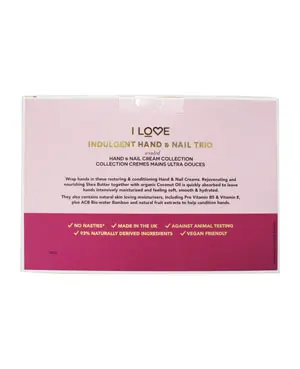 I LOVE
INDULGENT HAND & NAIL TRIO
scented
HAND & NAIL CREAM COLLECTION
COLLECTION CREMES MAINS ULTRA DOUCES
Wrap hands in these restoring & conditioning Hand & Nail Creams. Rejuvenating and
nourishing Shea Butter together with organic Coconut Oil is quickly absorbed to leave
hands intensively moisturised and feeling soft, smooth & hydrated.
They also contain natural skin loving moisturisers, including Pro Vitamin B5 & Vitamin E,
plus ACB Bio-water Bamboo and natural fruit extracts to help condition hands.
✓ NO NASTIES* ✓ MADE IN THE UK ✓ AGAINST ANIMAL TESTING
✓ 93% NATURALLY DERIVED INGREDIENTS ✓ VEGAN FRIENDLY